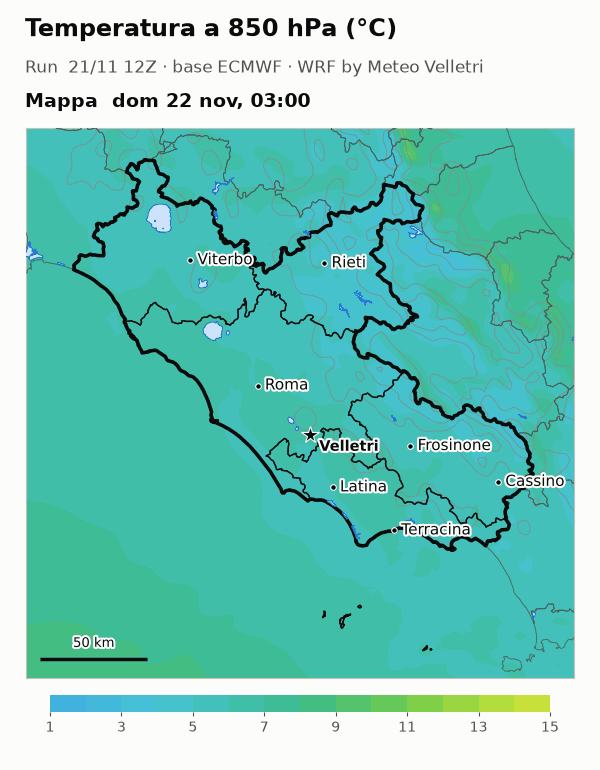 Temperatura a 850 hPa (°C)
Run 21/11 12Z · base ECMWF · WRF by Meteo Velletri
Mappa dom 22 nov, 03:00
Viterbo
Rieti
Roma
Velletri
Frosinone
Latina
Cassino
Terracina
50 km
1 3 5 7 9 11 13 15